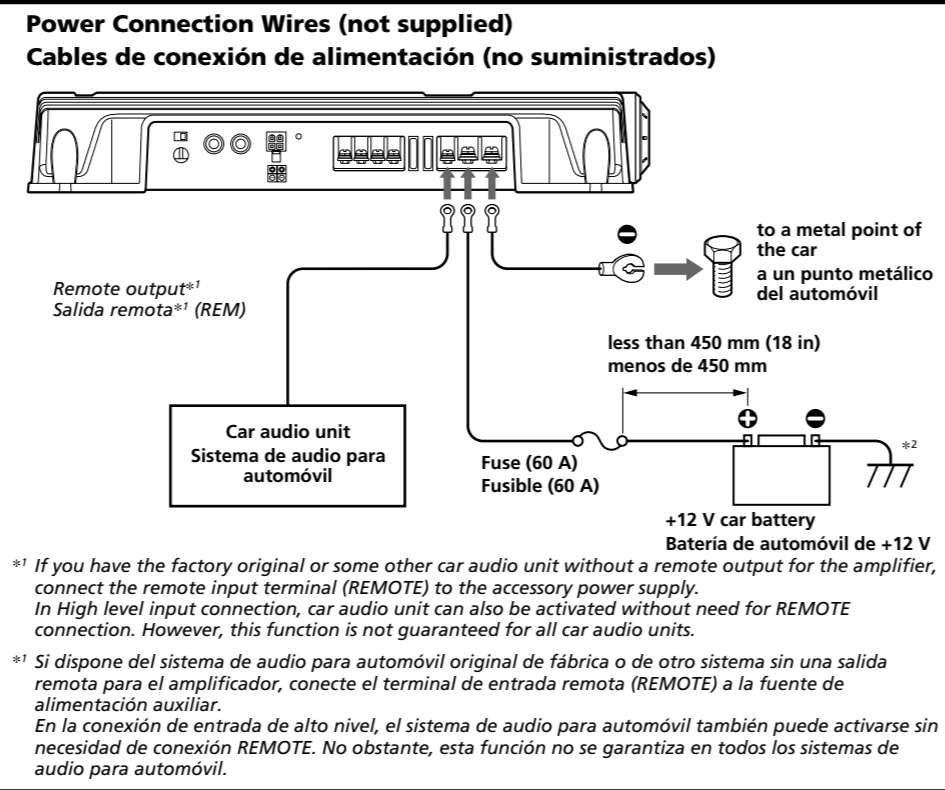 Power Connection Wires (not supplied)
Cables de conexión de alimentación (no suministrados)
to a metal point of
the car
a un punto metálico
del automóvil
Remote output*1
Salida remota*1 (REM)
less than 450 mm (18 in)
menos de 450 mm
Car audio unit
Sistema de audio para
automóvil
Fuse (60 A)
Fusible (60 A)
*2
+12 V car battery
Batería de automóvil de +12 V
*1 If you have the factory original or some other car audio unit without a remote output for the amplifier,
connect the remote input terminal (REMOTE) to the accessory power supply.
In High level input connection, car audio unit can also be activated without need for REMOTE
connection. However, this function is not guaranteed for all car audio units.
*1 Si dispone del sistema de audio para automóvil original de fábrica o de otro sistema sin una salida
remota para el amplificador, conecte el terminal de entrada remota (REMOTE) a la fuente de
alimentación auxiliar.
En la conexión de entrada de alto nivel, el sistema de audio para automóvil también puede activarse sin
necesidad de conexión REMOTE. No obstante, esta función no se garantiza en todos los sistemas de
audio para automóvil.